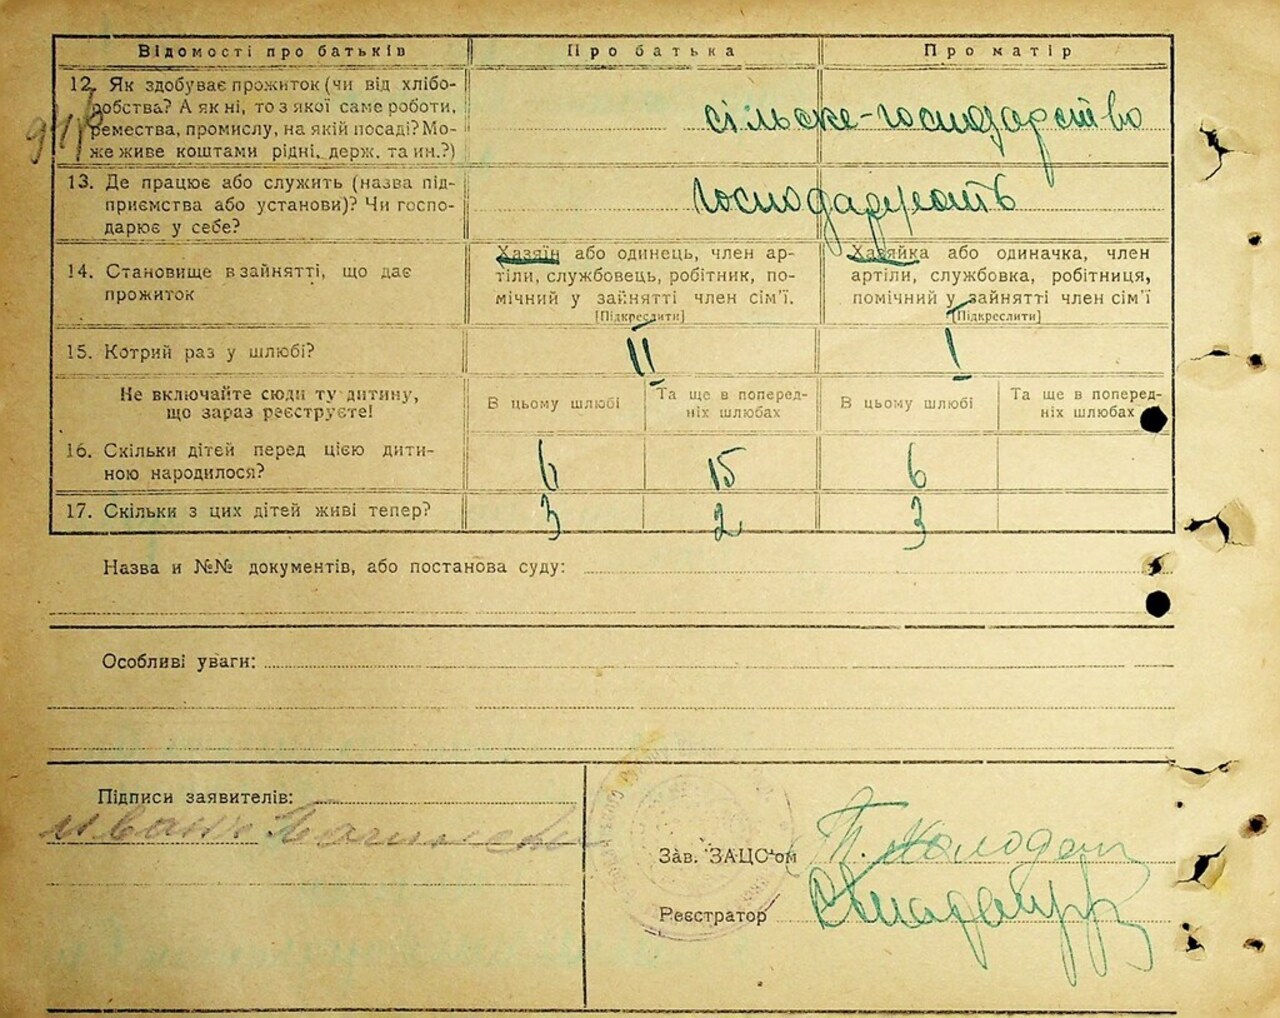 Відомості про батьків Про батька Про матір
12. Як здобуває прожиток (чи від хлібо-
робства? А як ні, то з якої саме роботи,
ремества, промислу, на якій посаді? Мо-
же живе коштами рідні, держ. та ин.?)
сільське-господарство
13. Де працює або служить (назва під-
приємства або установи)? Чи госпо-
дарює у себе?
господарюють
14. Становище в зайнятті, що дає
прожиток
Хазяїн або одинець, член ар-
тіли, службовець, робітник, по-
мічний у зайнятті член сім'ї.
[Підкреслити]
Хазяйка або одиначка, член
артіли, службовка, робітниця,
помічний у зайнятті член сім'ї
[Підкреслити]
15. Котрий раз у шлюбі? II I
Не включайте сюди ту дитину,
що зараз реєструєте!
В цьому шлюбі
Та ще в поперед-
ніх шлюбах
В цьому шлюбі
Та ще в поперед-
ніх шлюбах
16. Скільки дітей перед цією дити-
ною народилося?
6 15 6
17. Скільки з цих дітей живі тепер? 3 2 3
Назва и №№ документів, або постанова суду:
Особливі уваги:
Підписи заявителів:
Зав. ЗАЦС'ом
Реєстратор